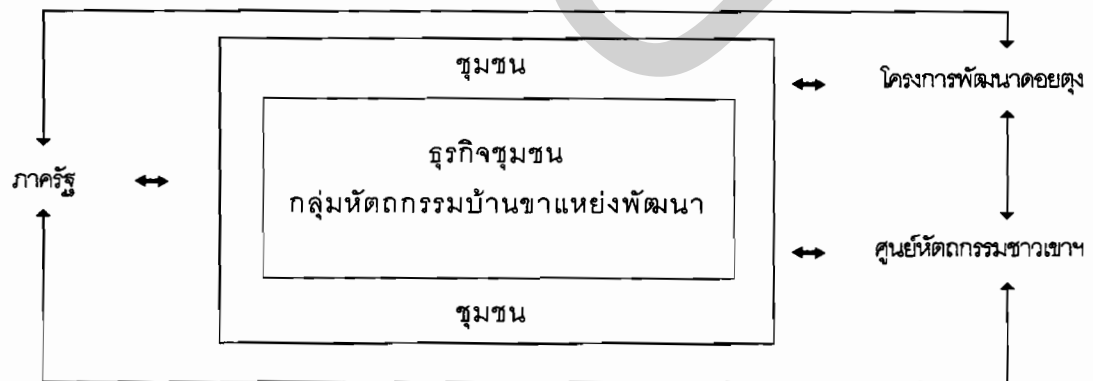 ชุมชน
โครงการพัฒนาดอยตุง
ธุรกิจชุมชน
ภาครัฐ
กลุ่มหัตถกรรมบ้านขาแหย่งพัฒนา
ศูนย์หัตถกรรมชาวเขาฯ
ชุมชน